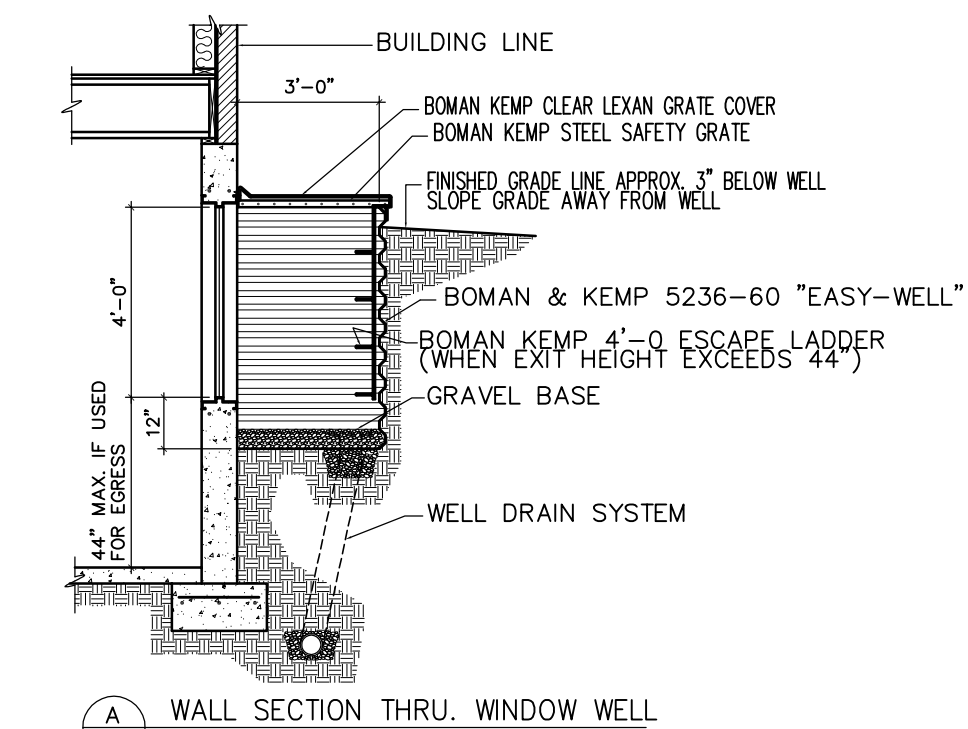 BUILDING LINE
3'-0"
BOMAN KEMP CLEAR LEXAN GRATE COVER
BOMAN KEMP STEEL SAFETY GRATE
FINISHED GRADE LINE APPROX. 3" BELOW WELL
SLOPE GRADE AWAY FROM WELL
4'-0"
BOMAN & KEMP 5236-60 "EASY-WELL"
BOMAN KEMP 4'-0 ESCAPE LADDER
(WHEN EXIT HEIGHT EXCEEDS 44")
GRAVEL BASE
12"
44" MAX. IF USED
FOR EGRESS
WELL DRAIN SYSTEM
A WALL SECTION THRU. WINDOW WELL